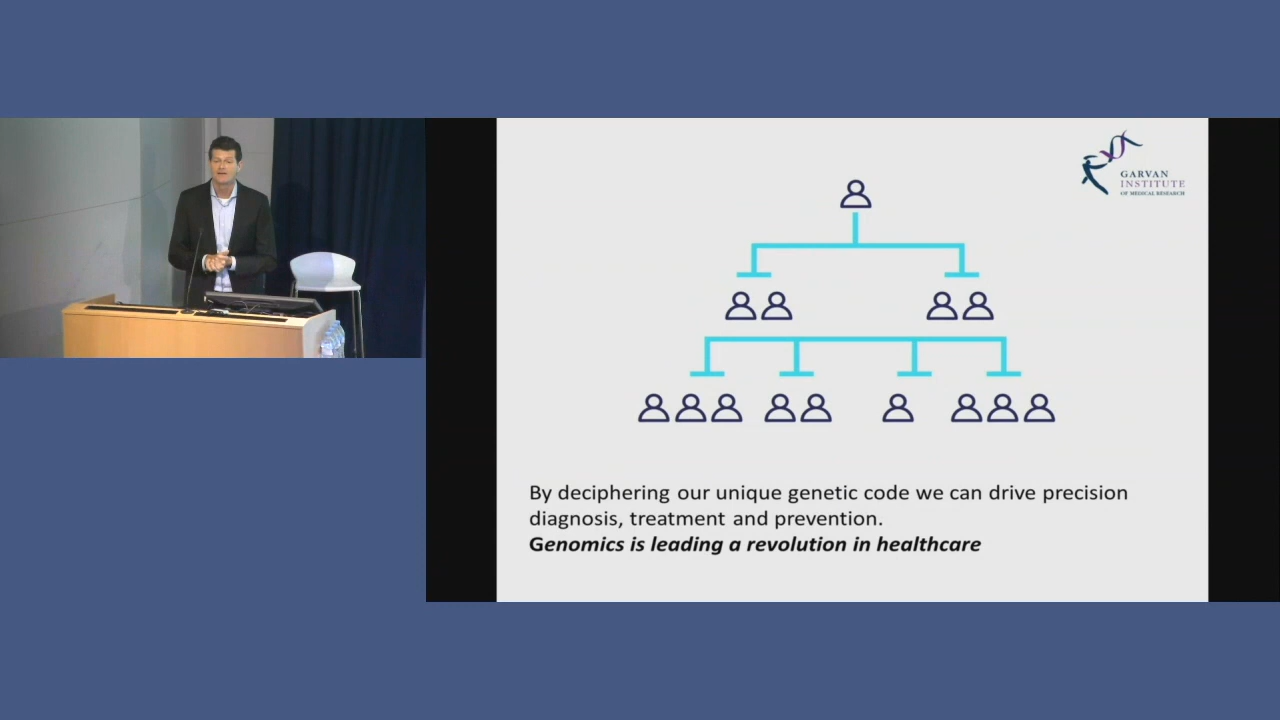 GARVAN
INSTITUTE
OF MEDICAL RESEARCH
By deciphering our unique genetic code we can drive precision
diagnosis, treatment and prevention.
Genomics is leading a revolution in healthcare